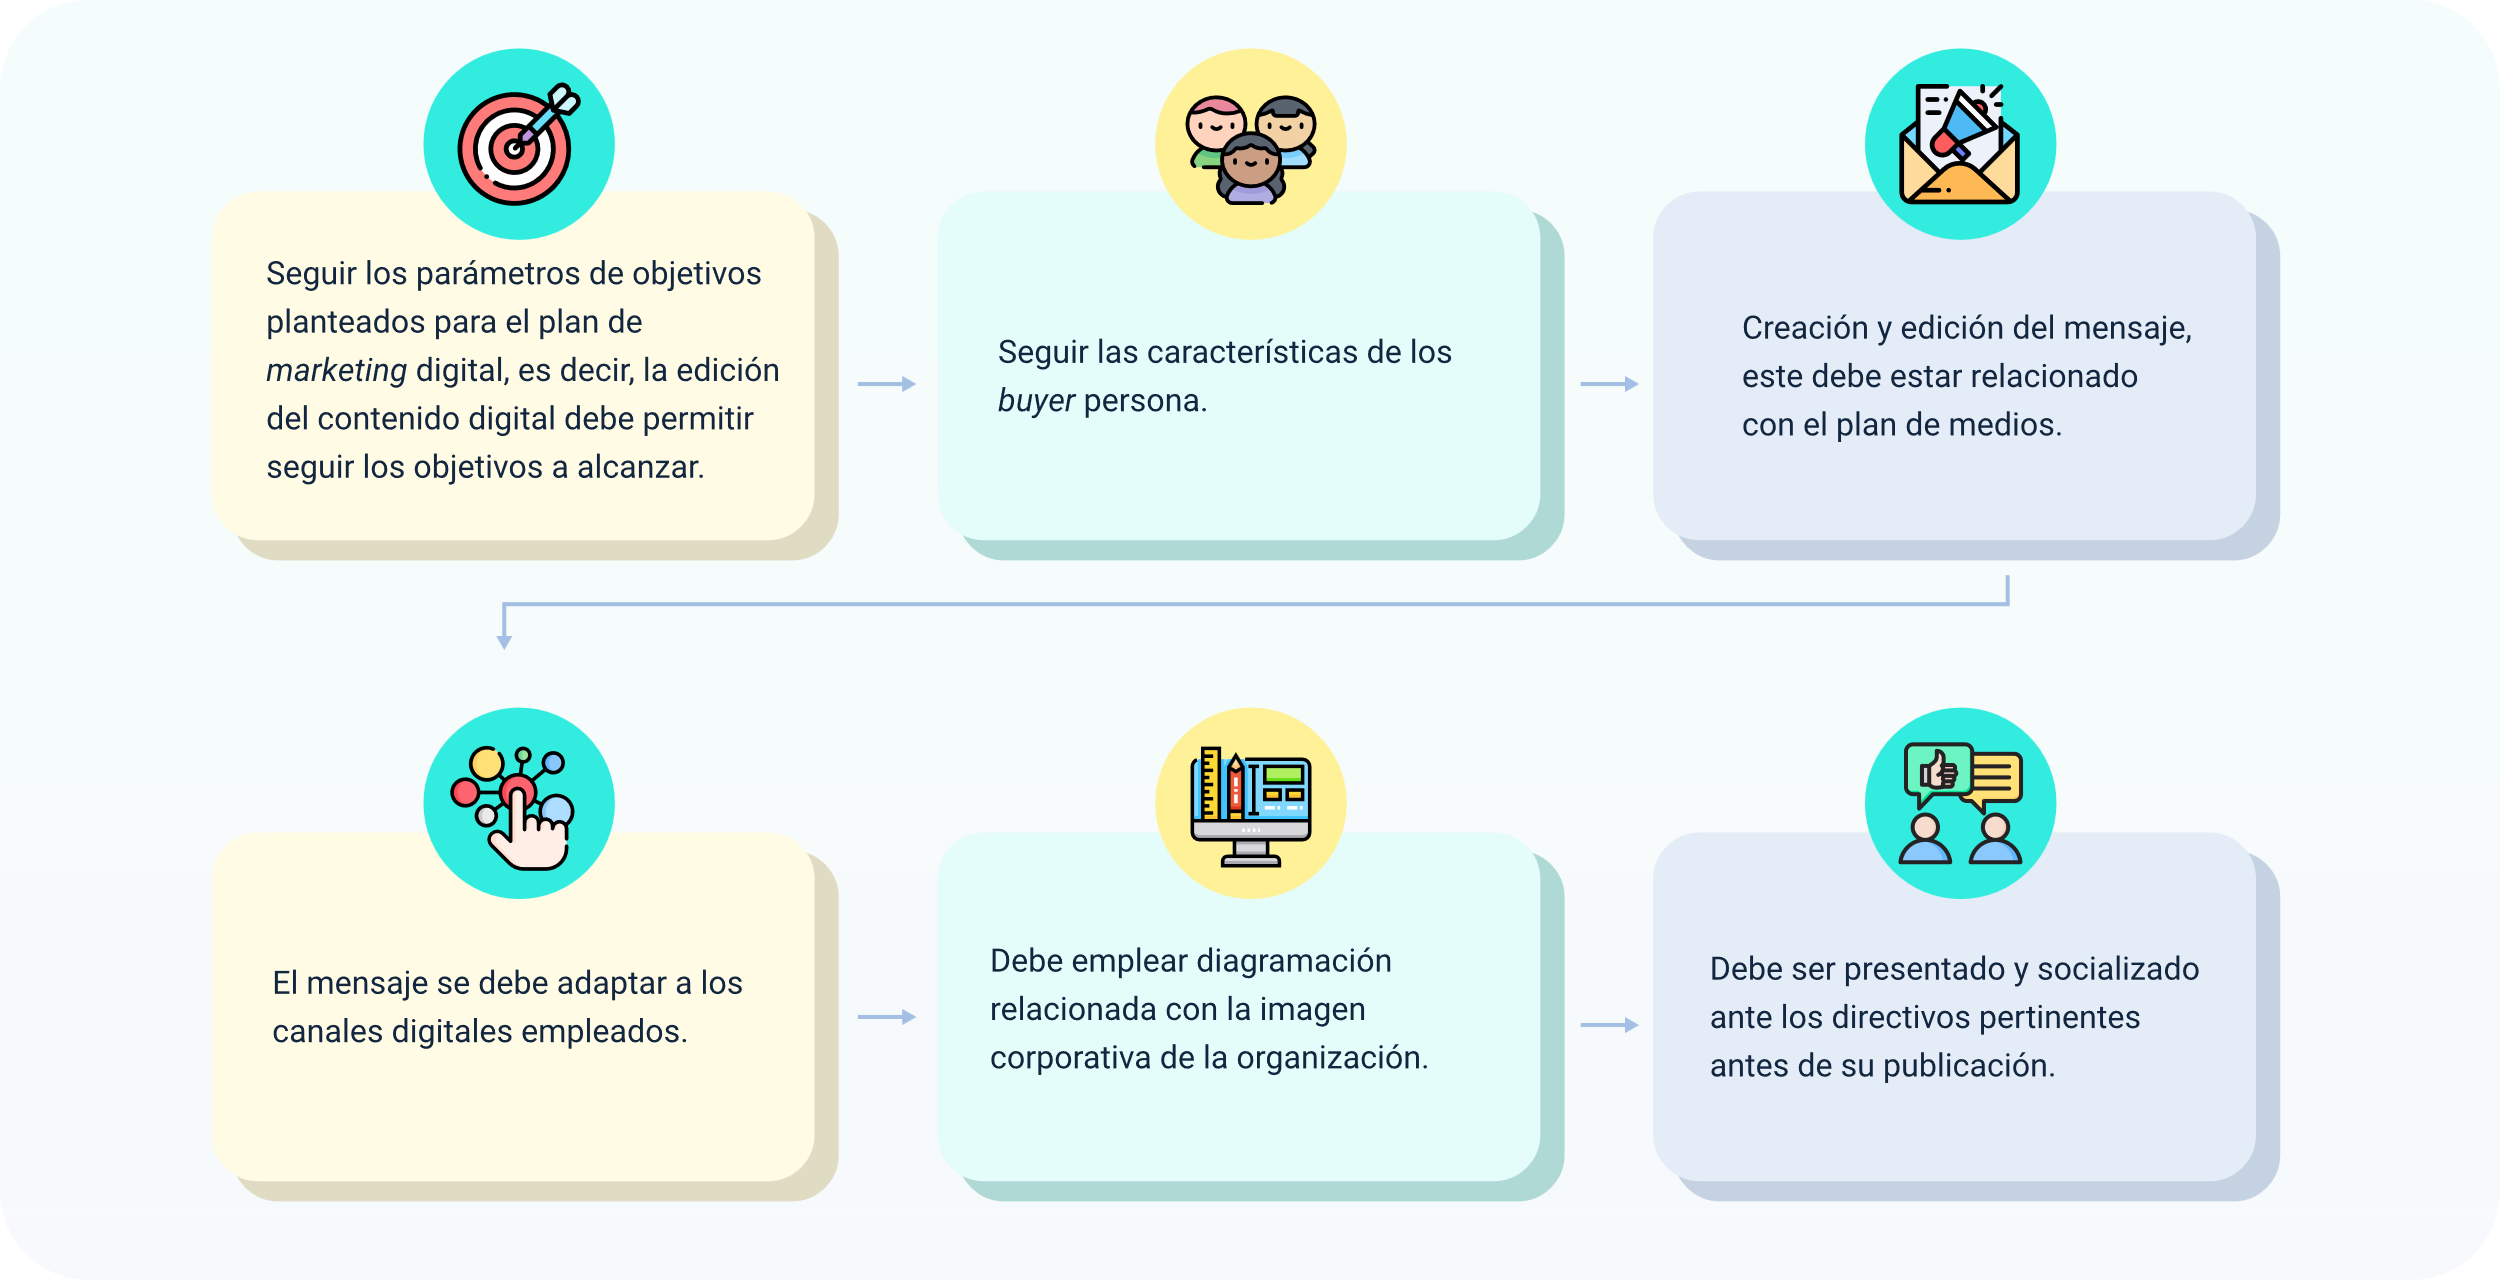 Seguir los parámetros de objetivos
planteados para el plan de
marketing digital, es decir, la edición
del contenido digital debe permitir
seguir los objetivos a alcanzar.
Seguir las características de los
buyer persona.
Creación y edición del mensaje,
este debe estar relacionado
con el plan de medios.
El mensaje se debe adaptar a los
canales digitales empleados.
Debe emplear diagramación
relacionada con la imagen
corporativa de la organización.
Debe ser presentado y socializado
ante los directivos pertinentes
antes de su publicación.